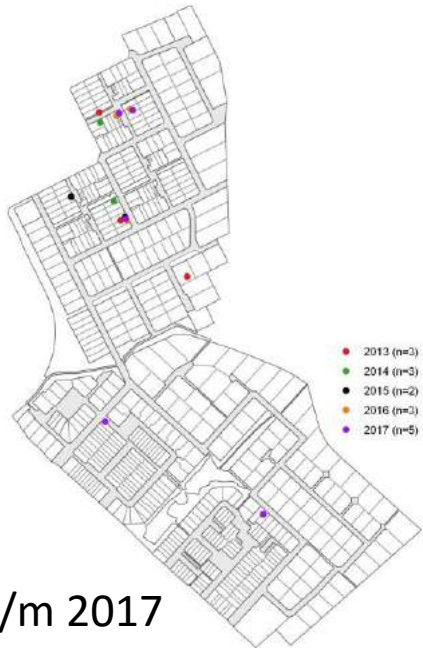 2013 (n=3)
2014 (n=3)
2015 (n=2)
2016 (n=3)
2017 (n=5)
/m 2017